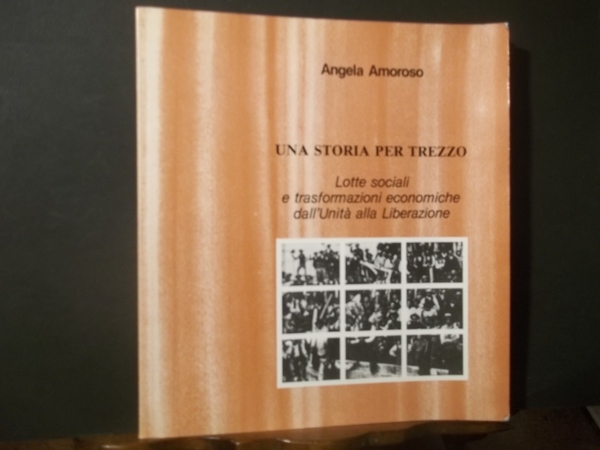 Angela Amoroso
UNA STORIA PER TREZZO
Lotte sociali
e trasformazioni economiche
dall'Unità alla Liberazione